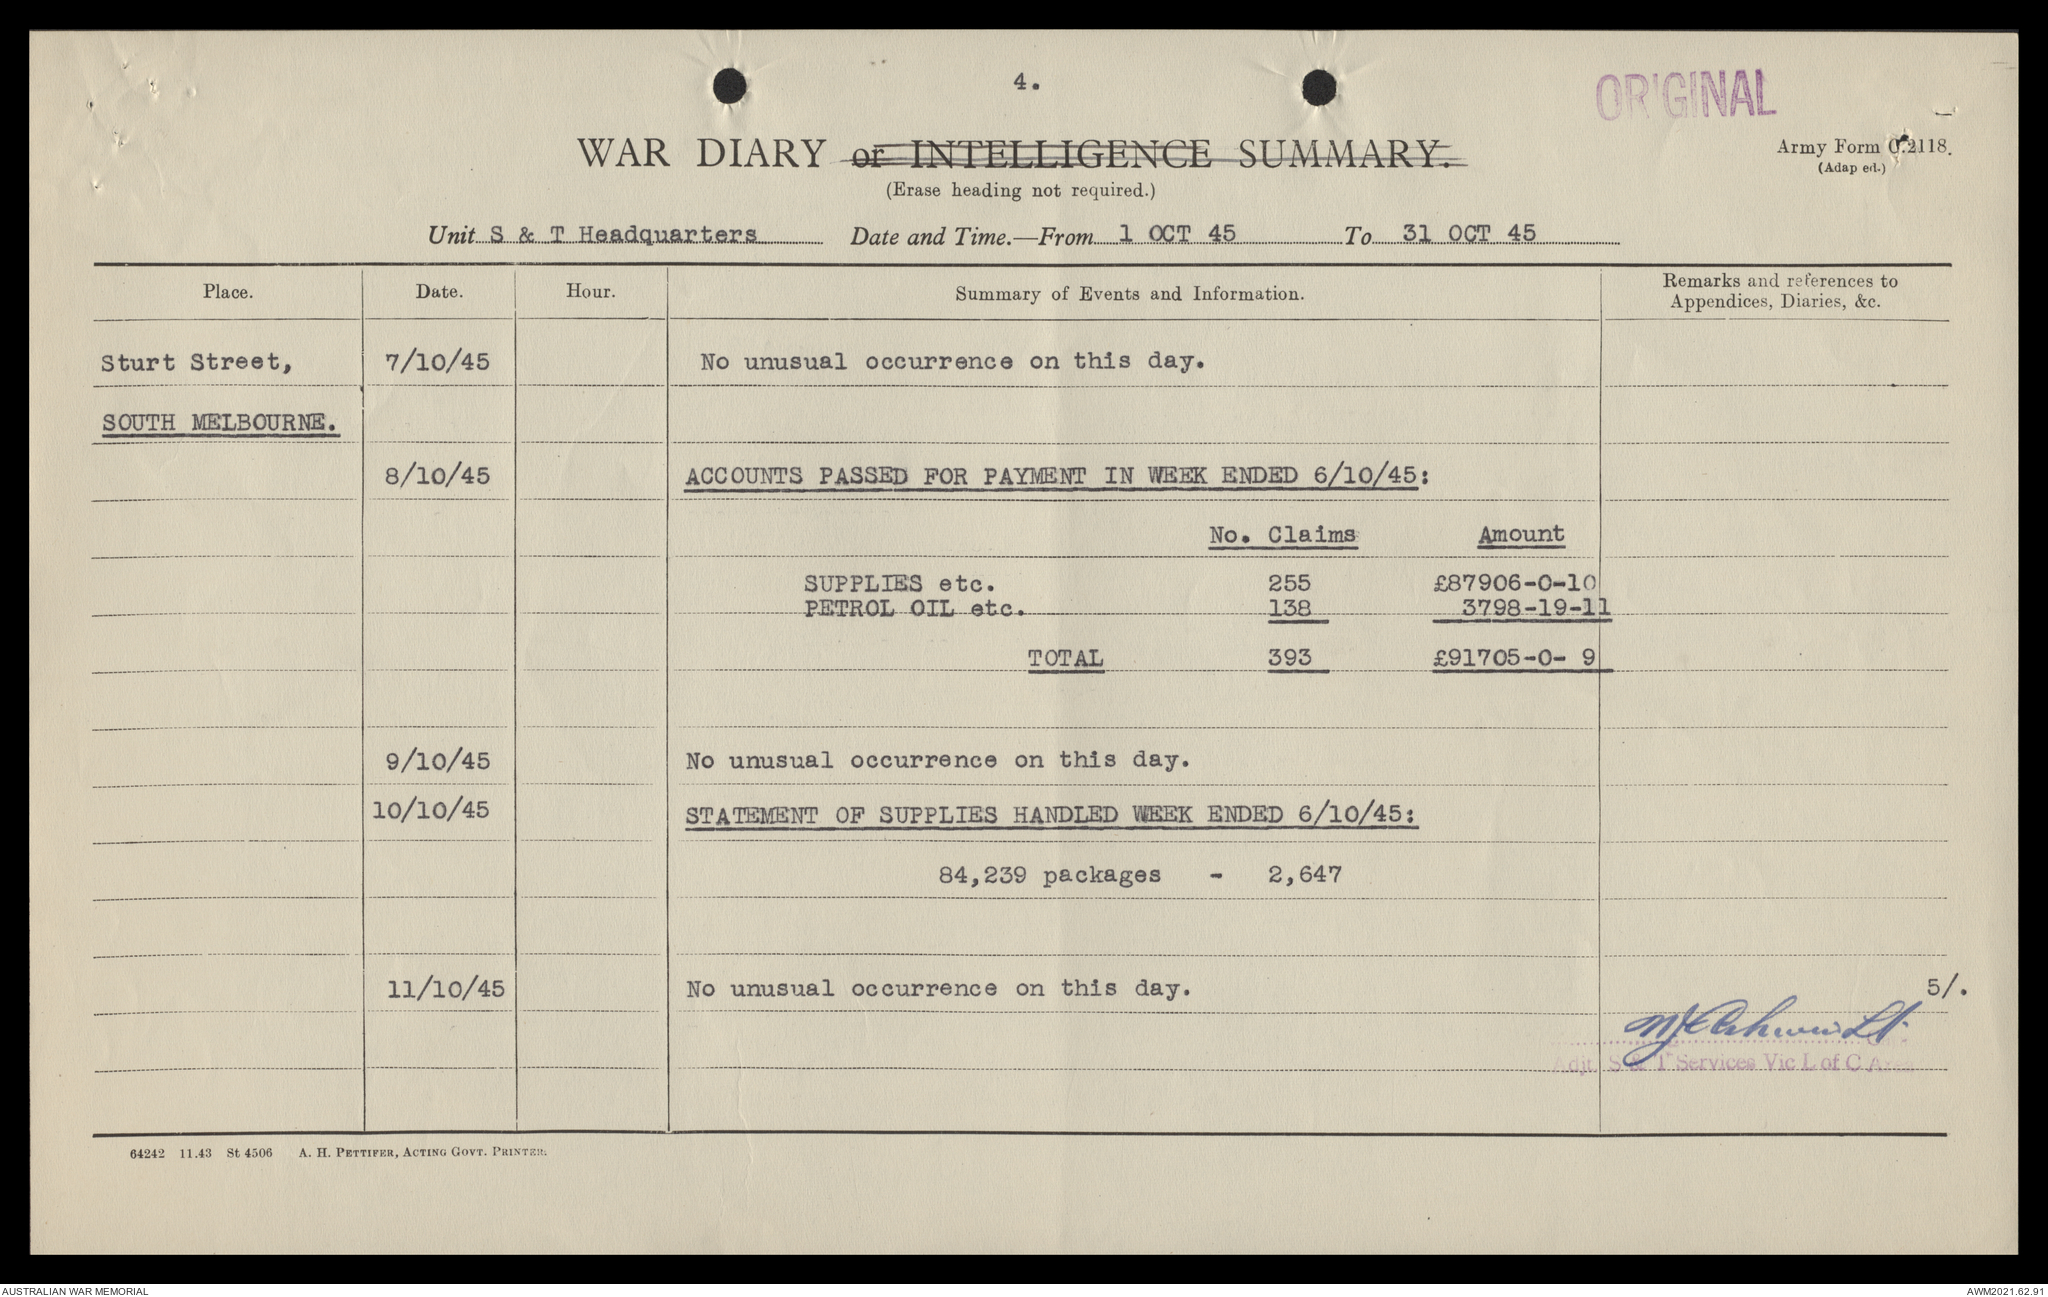 4.
ORIGINAL
WAR DIARY or INTELLIGENCE SUMMARY.
(Erase heading not required.)
Army Form C.2118.
(Adapted.)
Unit S & T Headquarters Date and Time.—From 1 OCT 45 To 31 OCT 45
Place. Date. Hour. Summary of Events and Information. Remarks and references to
Appendices, Diaries, &c.
Sturt Street, 7/10/45 No unusual occurrence on this day.
SOUTH MELBOURNE.
8/10/45 ACCOUNTS PASSED FOR PAYMENT IN WEEK ENDED 6/10/45:
No. Claims Amount
SUPPLIES etc. 255 £87906-0-10
PETROL OIL etc. 138 3798-19-11
TOTAL 393 £91705-0- 9
9/10/45 No unusual occurrence on this day.
10/10/45 STATEMENT OF SUPPLIES HANDLED WEEK ENDED 6/10/45:
84,239 packages - 2,647
11/10/45 No unusual occurrence on this day. 5/.
Lt.
Adjt. S & T Services Vic L of C Area
64242 11.43 St 4506 A. H. PETTIFER, ACTING GOVT. PRINTER.
AUSTRALIAN WAR MEMORIAL AWM2021.62.91